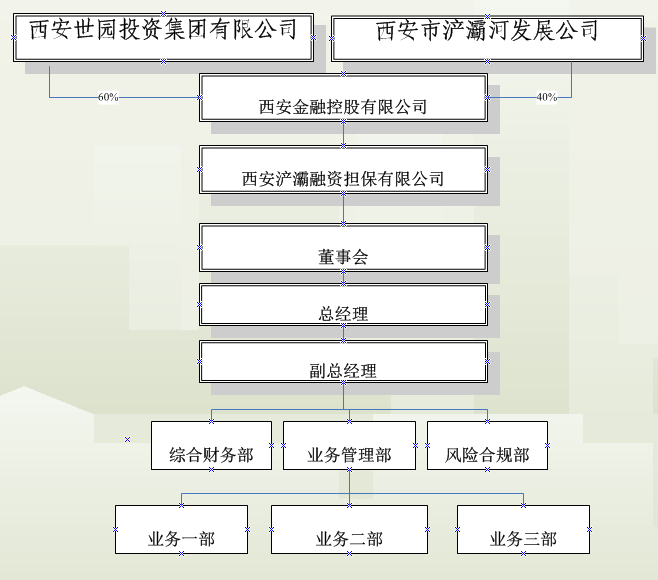 西安世园投资集团有限公司
西安市浐灞河发展公司
60%
40%
西安金融控股有限公司
西安浐灞融资担保有限公司
董事会
总经理
副总经理
综合财务部
业务管理部
风险合规部
业务一部
业务二部
业务三部